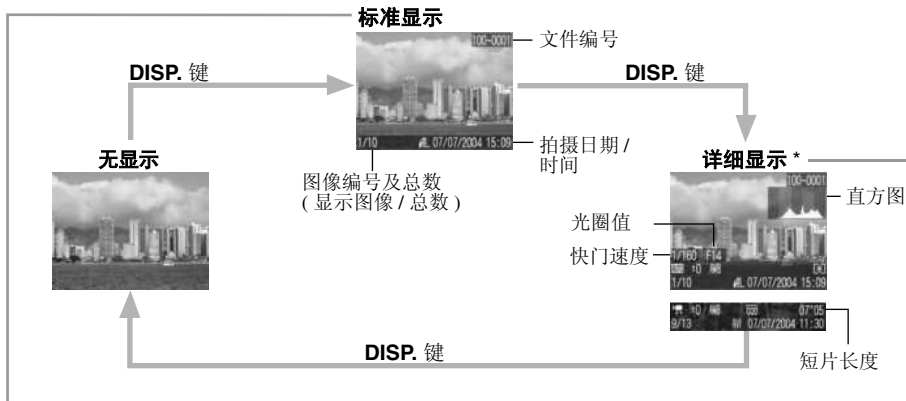 标准显示
100-0001
文件编号
DISP. 键
DISP. 键
1/10
L 07/07/2004 15:09
拍摄日期 /
时间
无显示
详细显示 *
图像编号及总数
( 显示图像 / 总数 )
100-0001
直方图
光圈值
快门速度
1/160 F14
±0
1/10
L 07/07/2004 15:09
±0
07"05
9/13
07/07/2004 11:30
DISP. 键
短片长度